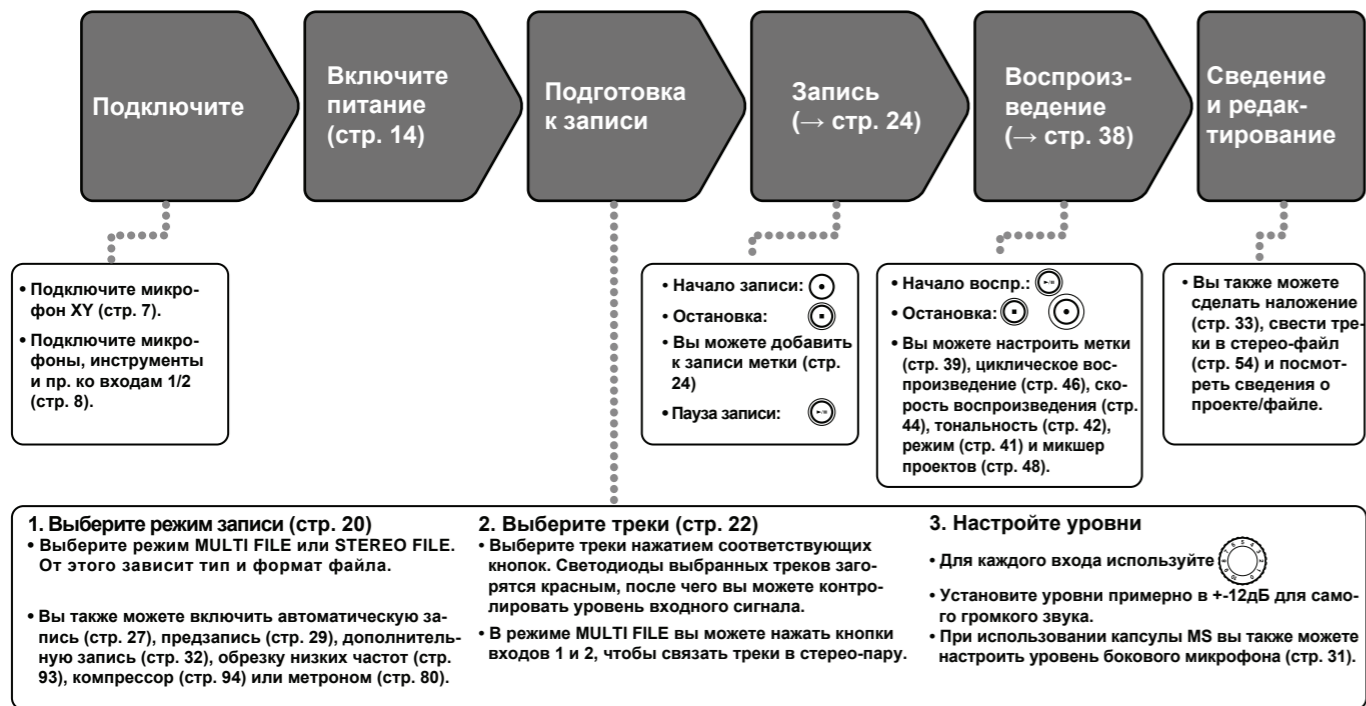 Подключите
Включите
питание
(стр. 14)
Подготовка
к записи
Запись
(→ стр. 24)
Воспроиз-
ведение
(→ стр. 38)
Сведение
и редак-
тирование
• Подключите микро-
фон XY (стр. 7).
• Подключите микро-
фоны, инструменты
и пр. ко входам 1/2
(стр. 8).
• Начало записи:
• Остановка:
• Вы можете добавить
к записи метки (стр.
24)
• Пауза записи:
• Начало воспр.:
• Остановка:
• Вы можете настроить метки
(стр. 39), циклическое вос-
произведение (стр. 46), ско-
рость воспроизведения (стр.
44), тональность (стр. 42),
режим (стр. 41) и микшер
проектов (стр. 48).
• Вы также можете
сделать наложение
(стр. 33), свести тре-
ки в стерео-файл
(стр. 54) и посмот-
реть сведения о
проекте/файле.
1. Выберите режим записи (стр. 20)
• Выберите режим MULTI FILE или STEREO FILE.
От этого зависит тип и формат файла.
• Вы также можете включить автоматическую за-
пись (стр. 27), предзапись (стр. 29), дополнитель-
ную запись (стр. 32), обрезку низких частот (стр.
93), компрессор (стр. 94) или метроном (стр. 80).
2. Выберите треки (стр. 22)
• Выберите треки нажатием соответствующих
кнопок. Светодиоды выбранных треков заго-
рятся красным, после чего вы можете контро-
лировать уровень входного сигнала.
• В режиме MULTI FILE вы можете нажать кнопки
входов 1 и 2, чтобы связать треки в стерео-пару.
3. Настройте уровни
• Для каждого входа используйте
• Установите уровни примерно в +-12дБ для само-
го громкого звука.
• При использовании капсулы MS вы также можете
настроить уровень бокового микрофона (стр. 31).